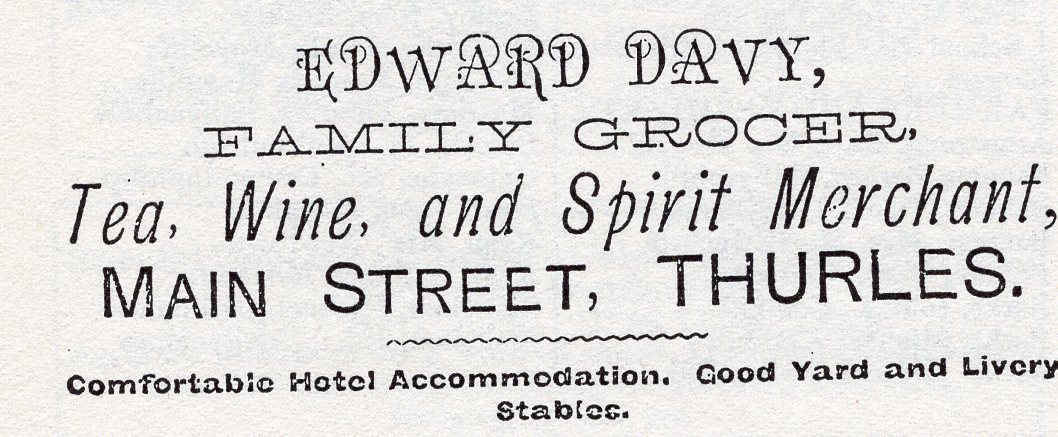 EDWARD DAVY,
FAMILY GROCER,
Tea, Wine, and Spirit Merchant,
MAIN STREET, THURLES.
Comfortable Hotel Accommodation. Good Yard and Livery
Stables.